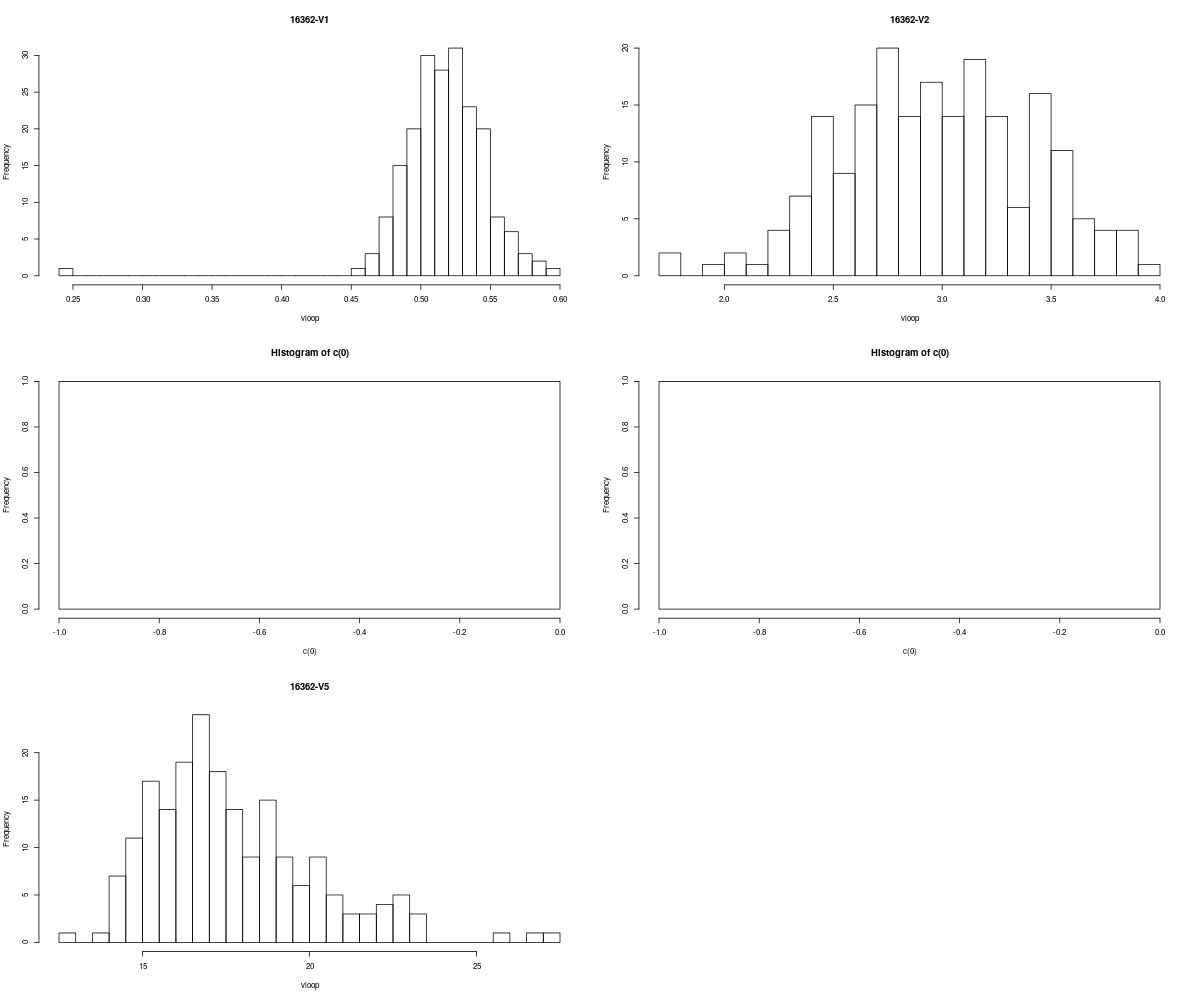 16362-V1
Frequency
0 5 10 15 20 25 30
0.25 0.30 0.35 0.40 0.45 0.50 0.55 0.60
vloop
16362-V2
Frequency
0 5 10 15 20
2.0 2.5 3.0 3.5 4.0
vloop
Histogram of c(0)
Frequency
0.0 0.2 0.4 0.6 0.8 1.0
-1.0 -0.8 -0.6 -0.4 -0.2 0.0
c(0)
Histogram of c(0)
Frequency
0.0 0.2 0.4 0.6 0.8 1.0
-1.0 -0.8 -0.6 -0.4 -0.2 0.0
c(0)
16362-V5
Frequency
0 5 10 15 20
15 20 25
vloop